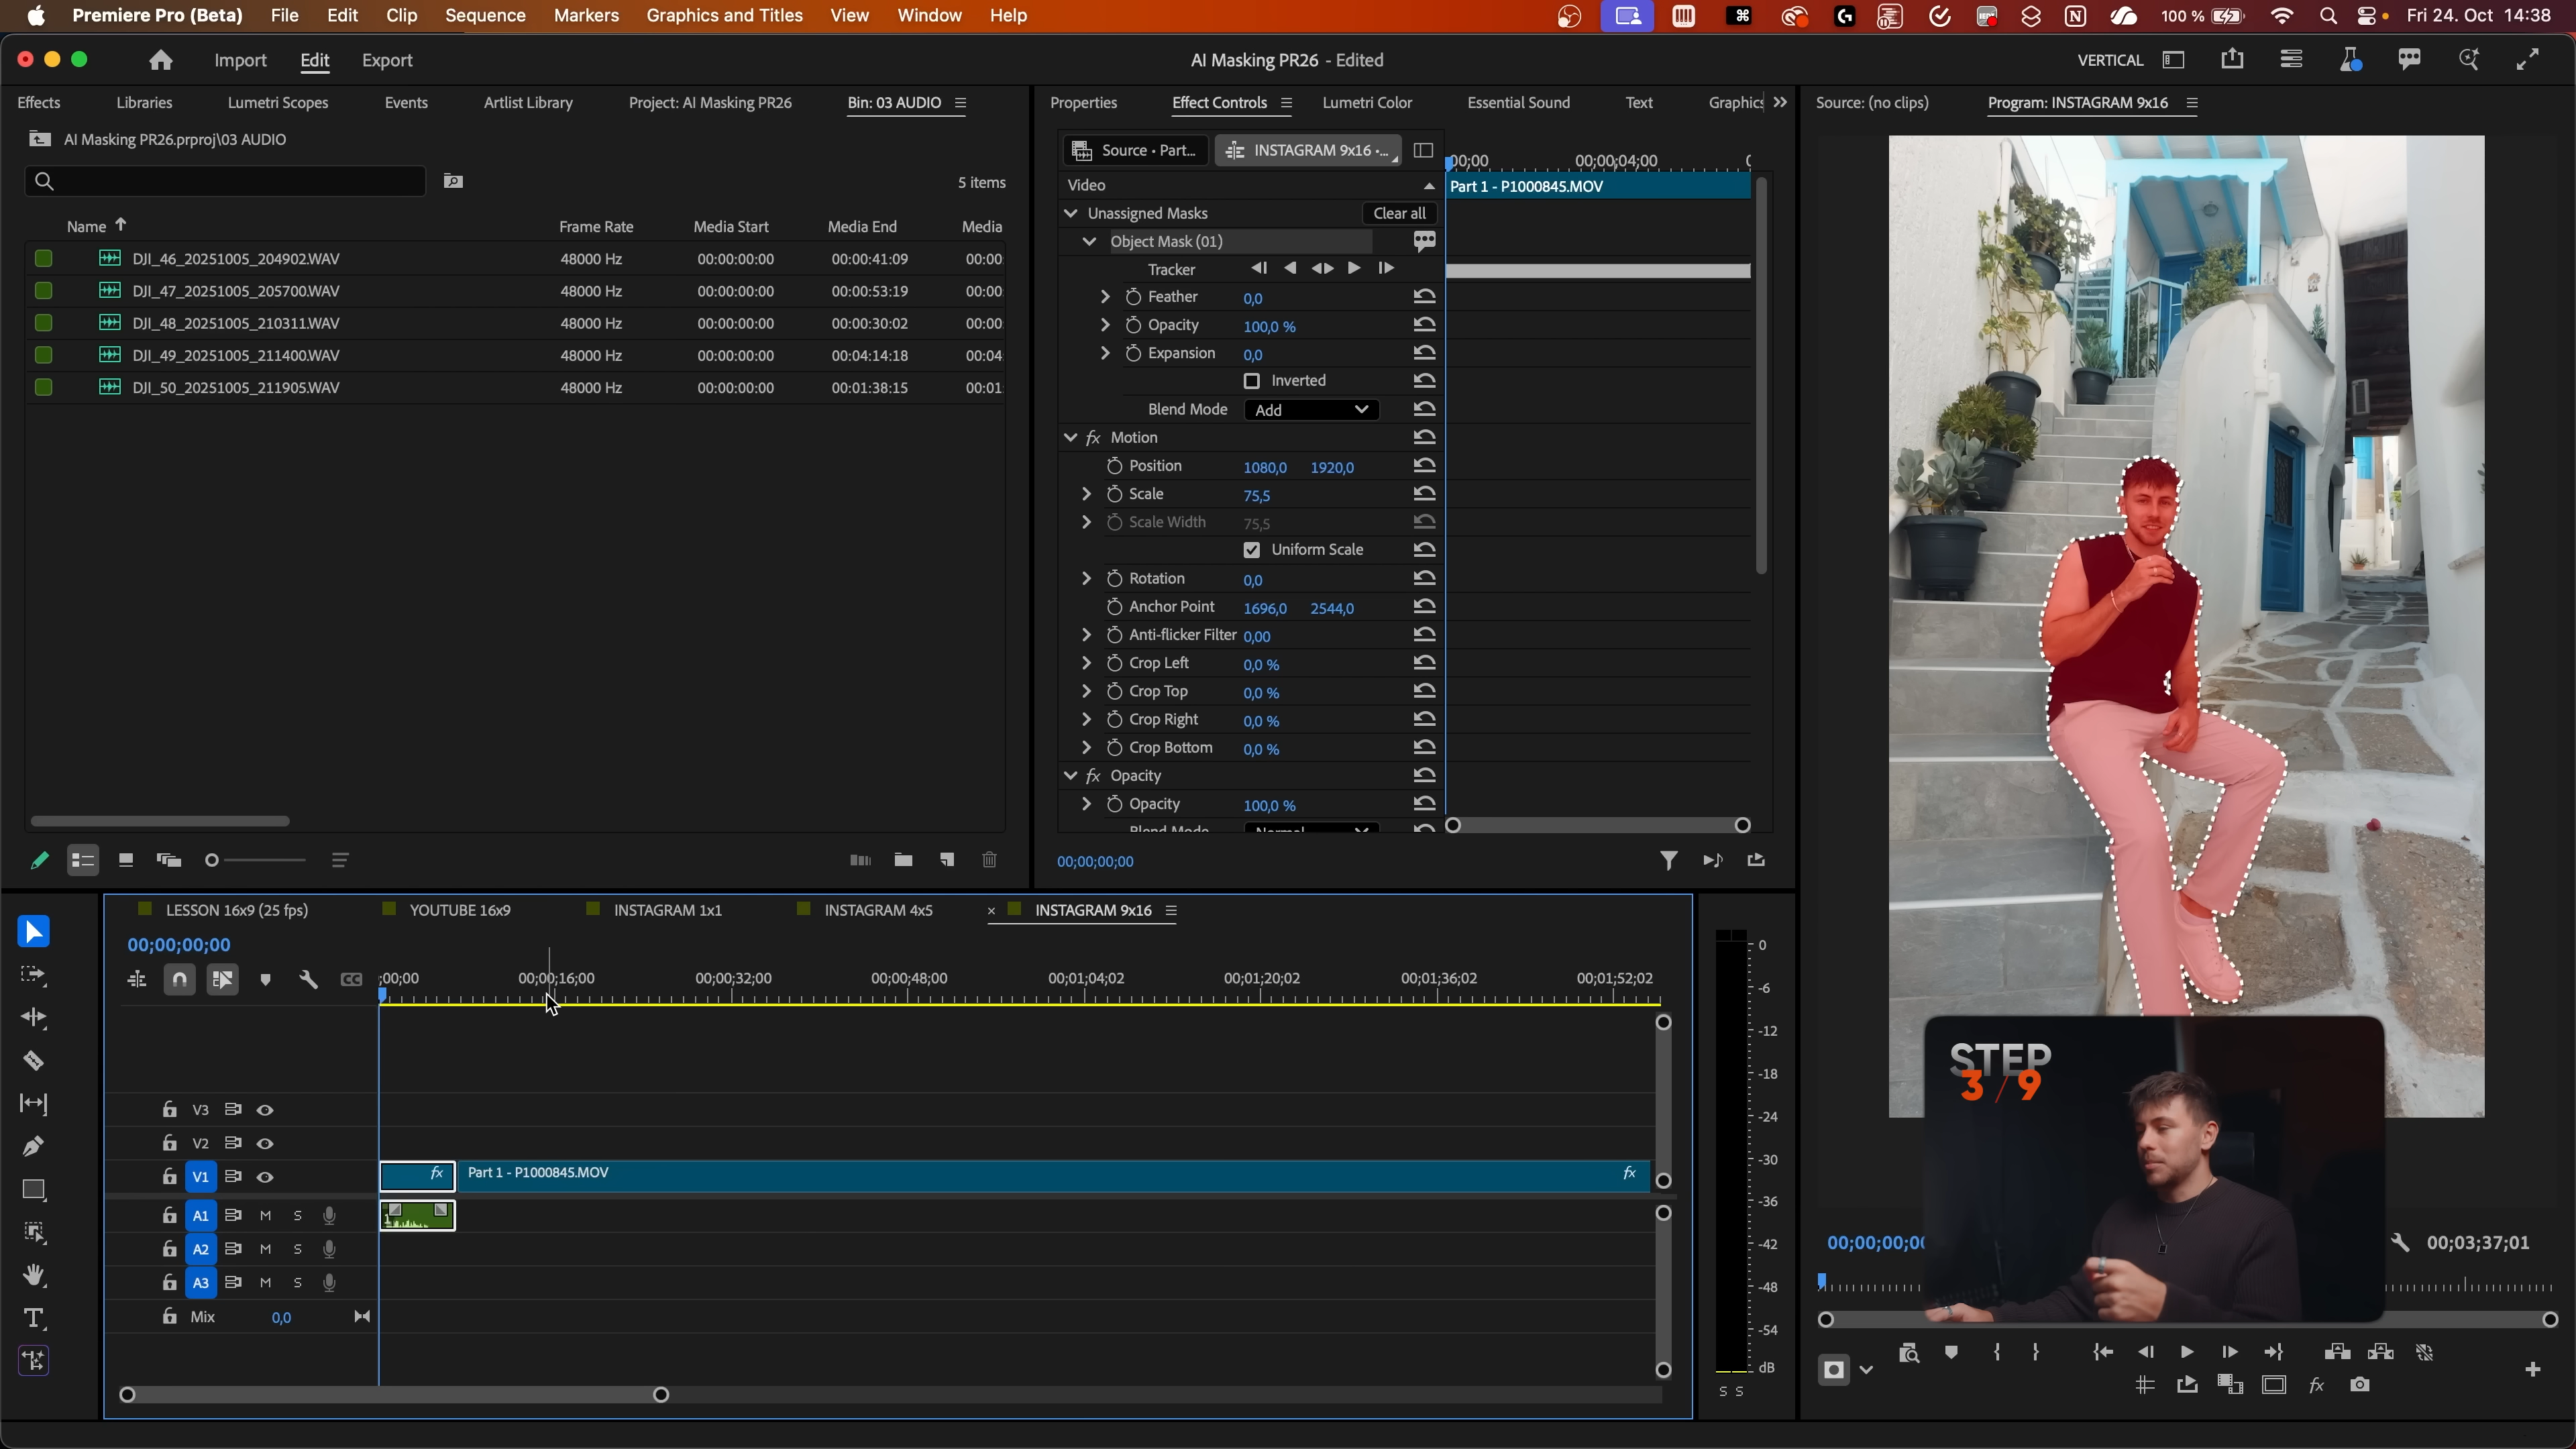 Premiere Pro (Beta) File Edit Clip Sequence Markers Graphics and Titles View Window Help 100 % Fri 24. Oct 14:38
Import Edit Export AI Masking PR26 - Edited VERTICAL
Effects Libraries Lumetri Scopes Events Artlist Library Project: AI Masking PR26 Bin: 03 AUDIO
AI Masking PR26.prproj\03 AUDIO
5 items
Name Frame Rate Media Start Media End Media
DJI_46_20251005_204902.WAV 48000 Hz 00:00:00:00 00:00:41:09 00:00
DJI_47_20251005_205700.WAV 48000 Hz 00:00:00:00 00:00:53:19 00:00
DJI_48_20251005_210311.WAV 48000 Hz 00:00:00:00 00:00:30:02 00:00
DJI_49_20251005_211400.WAV 48000 Hz 00:00:00:00 00:04:14:18 00:04
DJI_50_20251005_211905.WAV 48000 Hz 00:00:00:00 00:01:38:15 00:01
Properties Effect Controls Lumetri Color Essential Sound Text Graphics
Source • Part... INSTAGRAM 9x16 •...
00;00 00;00;04;00
Video
Part 1 - P1000845.MOV
Unassigned Masks Clear all
Object Mask (01)
Tracker
Feather 0,0
Opacity 100,0 %
Expansion 0,0
Inverted
Blend Mode Add
fx Motion
Position 1080,0 1920,0
Scale 75,5
Scale Width 75,5
Uniform Scale
Rotation 0,0
Anchor Point 1696,0 2544,0
Anti-flicker Filter 0,00
Crop Left 0,0 %
Crop Top 0,0 %
Crop Right 0,0 %
Crop Bottom 0,0 %
fx Opacity
Opacity 100,0 %
Blend Mode Normal
00;00;00;00
Source: (no clips) Program: INSTAGRAM 9x16
STEP
3 / 9
00;00;00;00 00;03;37;01
fx
LESSON 16x9 (25 fps) YOUTUBE 16x9 INSTAGRAM 1x1 INSTAGRAM 4x5 × INSTAGRAM 9x16
00;00;00;00
CC ;00;00 00;00;16;00 00;00;32;00 00;00;48;00 00;01;04;02 00;01;20;02 00;01;36;02 00;01;52;02
V3
V2
V1 fx Part 1 - P1000845.MOV fx
A1 M S
A2 M S
A3 M S
Mix 0,0
0
-6
-12
-18
-24
-30
-36
-42
-48
-54
dB
S S